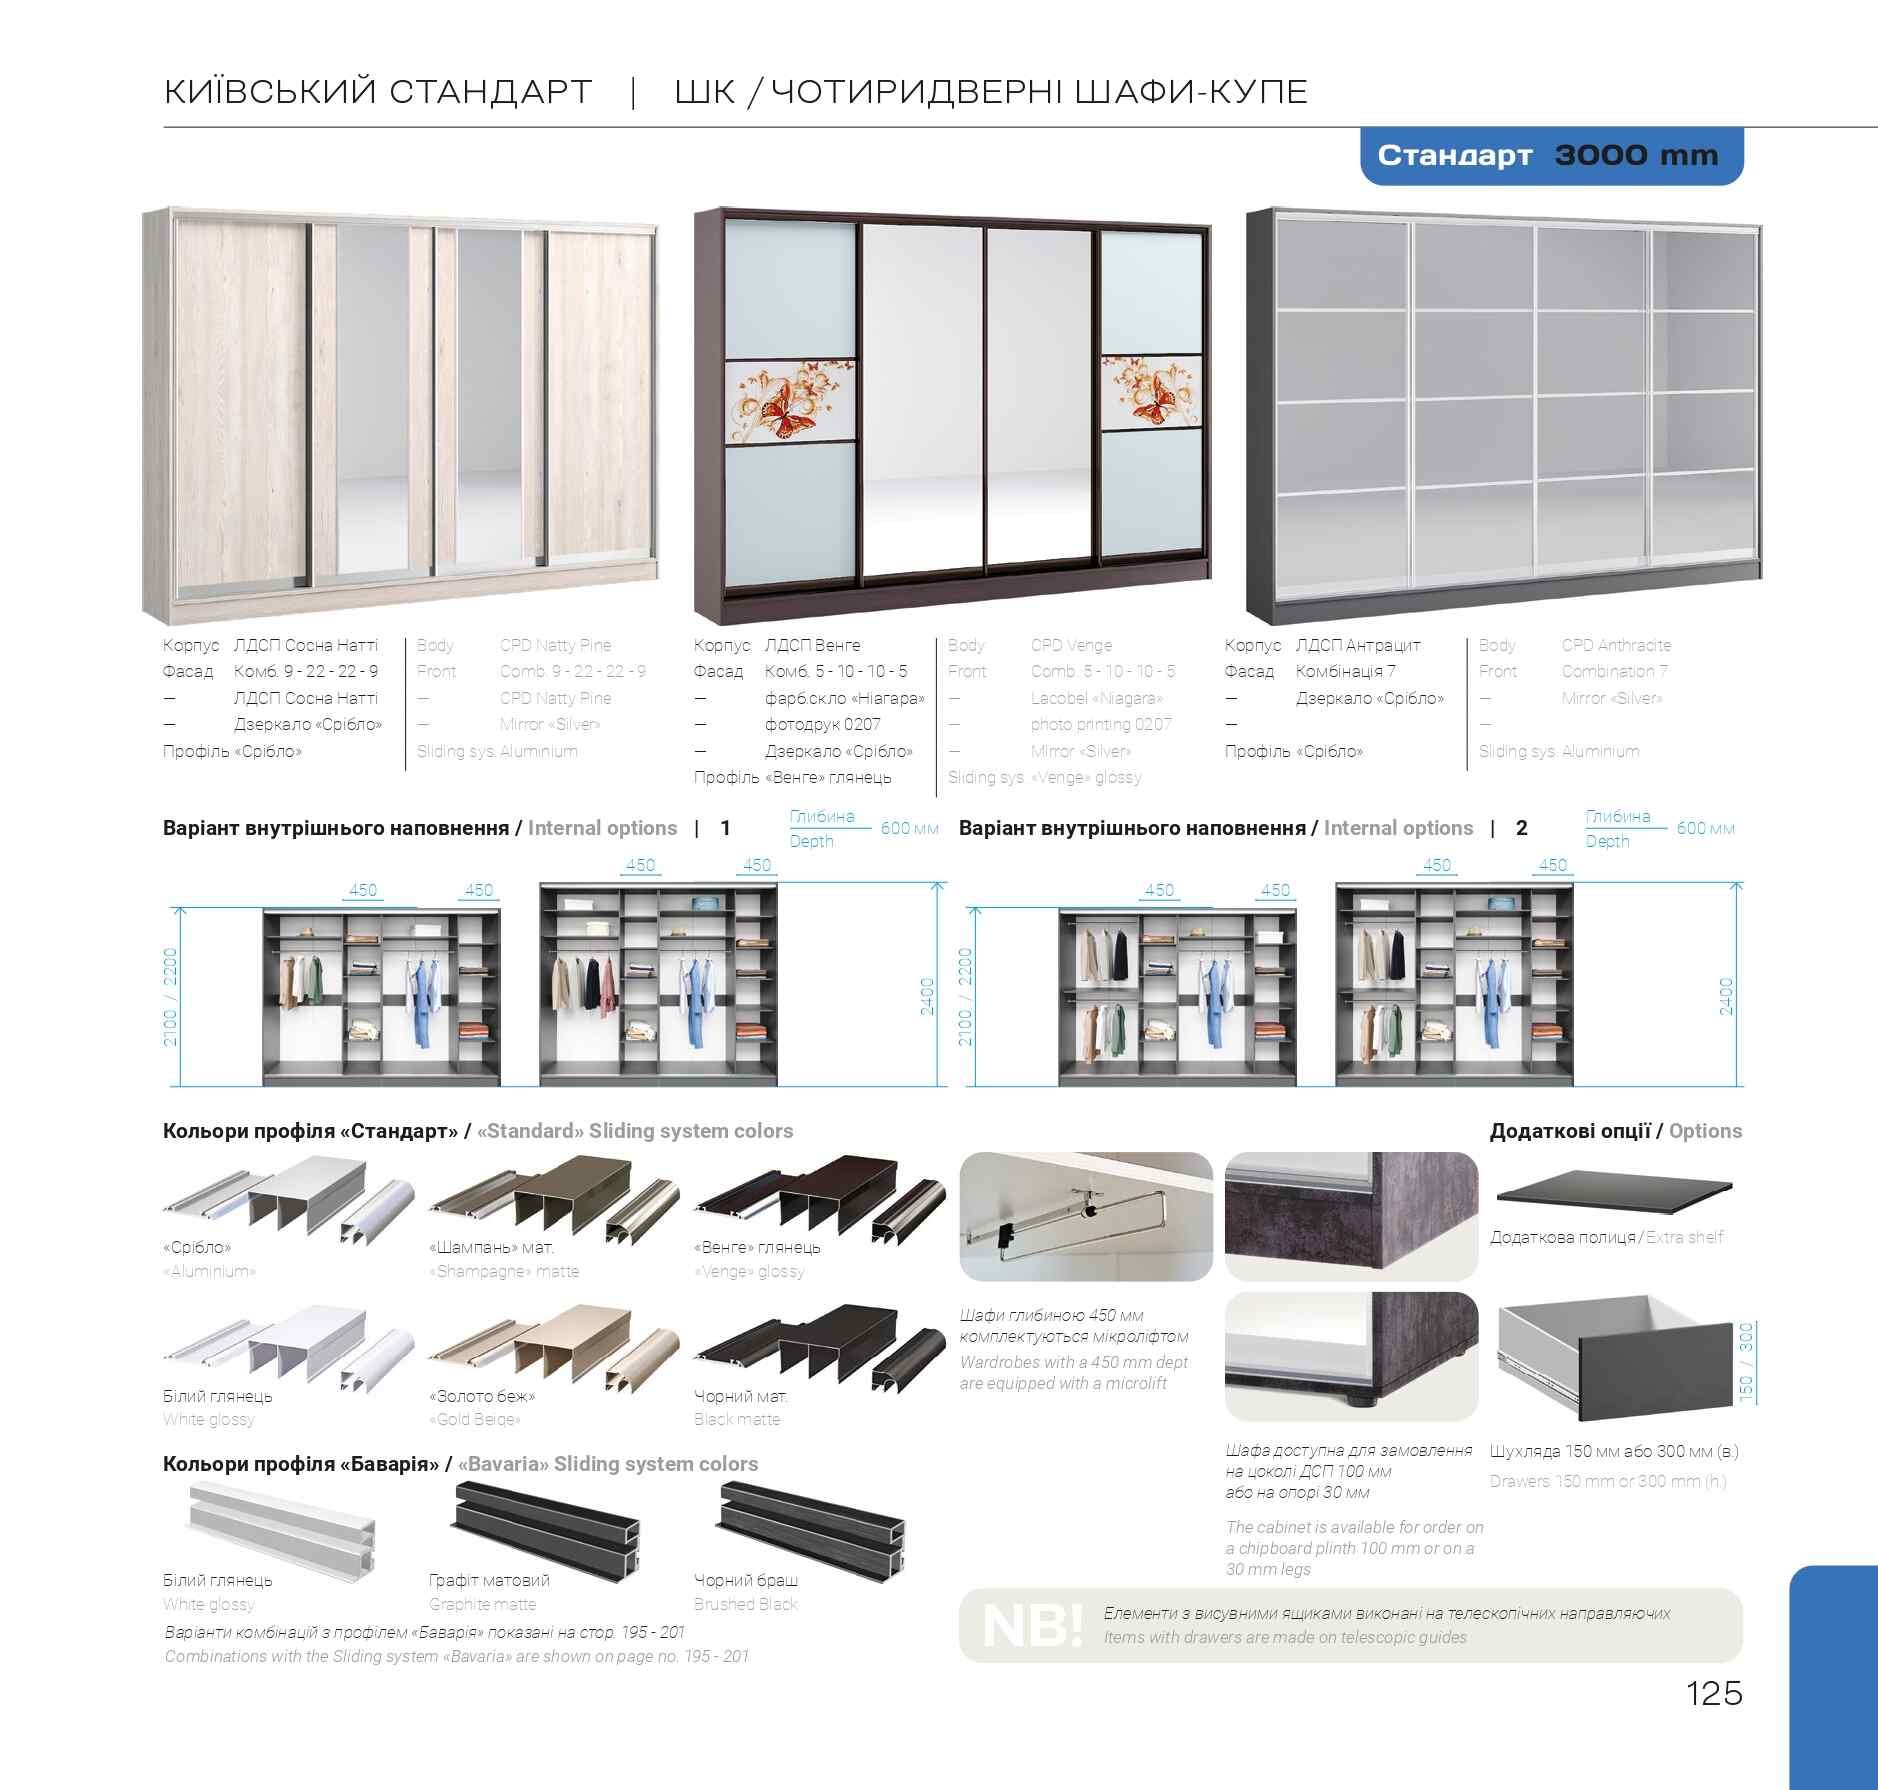 КИЇВСЬКИЙ СТАНДАРТ | ШК / ЧОТИРИДВЕРНІ ШАФИ-КУПЕ
Стандарт 3000 mm
Корпус ЛДСП Сосна Натті
Фасад Комб. 9 - 22 - 22 - 9
— ЛДСП Сосна Натті
— Дзеркало «Срібло»
Профіль «Срібло»
Body CPD Natty Pine
Front Comb. 9 - 22 - 22 - 9
— CPD Natty Pine
— Mirror «Silver»
Sliding sys. Aluminium
Корпус ЛДСП Венге
Фасад Комб. 5 - 10 - 10 - 5
— фарб.скло «Ніагара»
— фотодрук 0207
— Дзеркало «Срібло»
Профіль «Венге» глянець
Body CPD Venge
Front Comb. 5 - 10 - 10 - 5
— Lacobel «Niagara»
— photo printing 0207
— Mirror «Silver»
Sliding sys. «Venge» glossy
Корпус ЛДСП Антрацит
Фасад Комбінація 7
— Дзеркало «Срібло»
—
Профіль «Срібло»
Body CPD Anthracite
Front Combination 7
— Mirror «Silver»
—
Sliding sys. Aluminium
Варіант внутрішнього наповнення / Internal options | 1
Глибина
Depth
600 мм
450 450
450 450
2100 / 2200
2400
Варіант внутрішнього наповнення / Internal options | 2
Глибина
Depth
600 мм
450 450
450 450
2100 / 2200
2400
Кольори профіля «Стандарт» / «Standard» Sliding system colors
«Срібло»
«Aluminium»
«Шампань» мат.
«Shampagne» matte
«Венге» глянець
«Venge» glossy
Білий глянець
White glossy
«Золото беж»
«Gold Beige»
Чорний мат.
Black matte
Кольори профіля «Баварія» / «Bavaria» Sliding system colors
Білий глянець
White glossy
Графіт матовий
Graphite matte
Чорний браш
Brushed Black
Варіанти комбінацій з профілем «Баварія» показані на стор. 195 - 201
Combinations with the Sliding system «Bavaria» are shown on page no. 195 - 201
Шафи глибиною 450 мм
комплектуються мікроліфтом
Wardrobes with a 450 mm dept
are equipped with a microlift
Шафа доступна для замовлення
на цоколі ДСП 100 мм
або на опорі 30 мм
The cabinet is available for order on
a chipboard plinth 100 mm or on a
30 mm legs
Додаткові опції / Options
Додаткова полиця / Extra shelf
150 / 300
Шухляда 150 мм або 300 мм (в.)
Drawers 150 mm or 300 mm (h.)
NB!
Елементи з висувними ящиками виконані на телескопічних направляючих
Items with drawers are made on telescopic guides
125